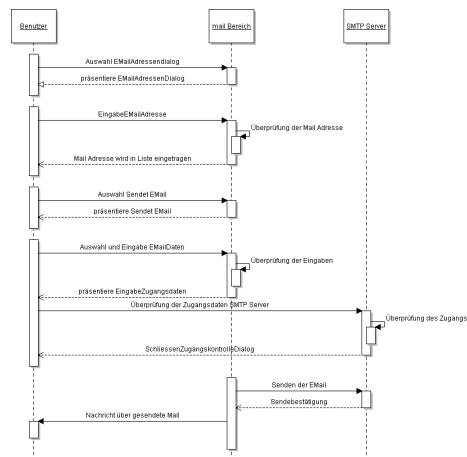 Benutzer
mail Bereich
SMTP Server
Auswahl EMailAdressendialog
präsentiere EMailAdressenDialog
EingabeEMailAdresse
Überprüfung der Mail Adresse
Mail Adresse wird in Liste eingetragen
Auswahl Sendet EMail
präsentiere Sendet EMail
Auswahl und Eingabe EMailDaten
Überprüfung der Eingaben
präsentiere EingabeZugangsdaten
Überprüfung der Zugangsdaten SMTP Server
Überprüfung des Zugangs
SchliessenZugangskontrolleDialog
Senden der EMail
Sendebestätigung
Nachricht über gesendete Mail